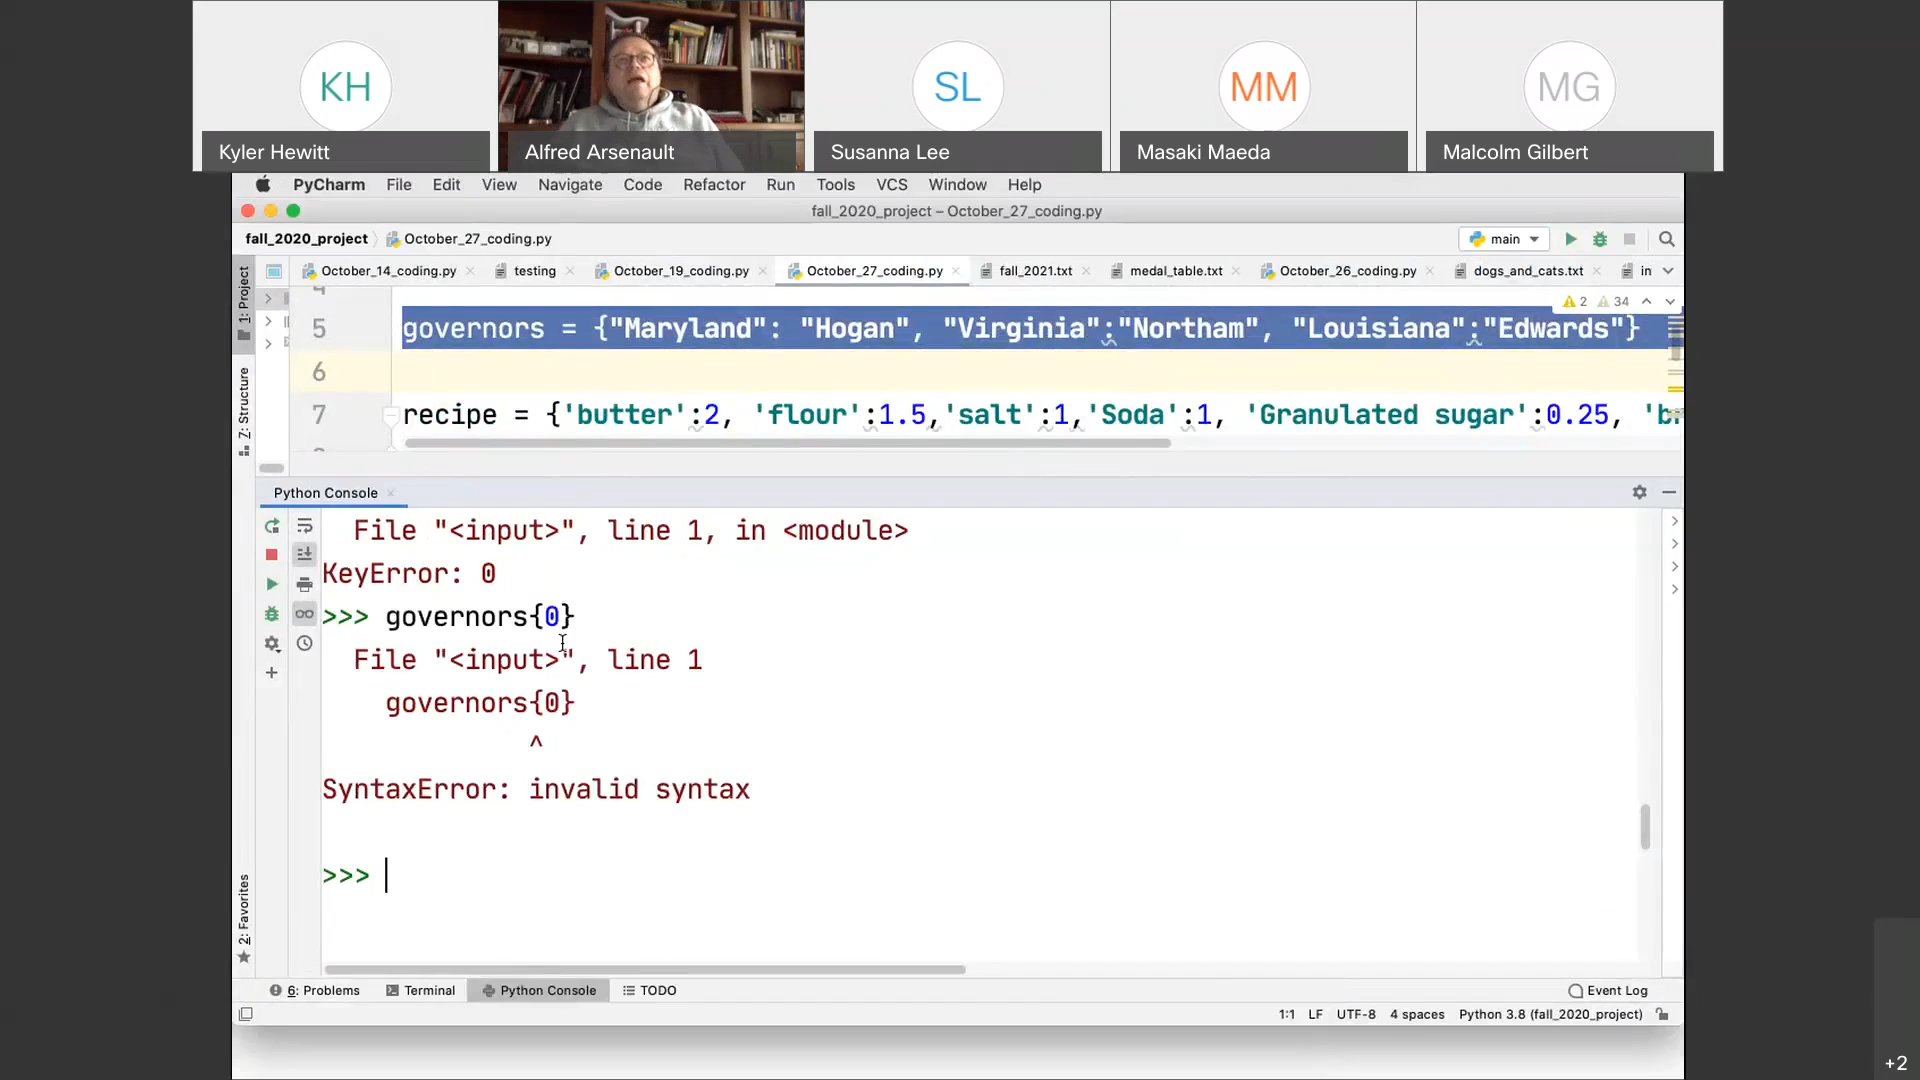 KH
SL
MM
MG
Kyler Hewitt
Alfred Arsenault
Susanna Lee
Masaki Maeda
Malcolm Gilbert
PyCharm File Edit View Navigate Code Refactor Run Tools VCS Window Help
fall_2020_project – October_27_coding.py
fall_2020_project October_27_coding.py
main
October_14_coding.py testing October_19_coding.py October_27_coding.py fall_2021.txt medal_table.txt October_26_coding.py dogs_and_cats.txt in
1: Project
2 34
5 governors = {"Maryland": "Hogan", "Virginia":"Northam", "Louisiana":"Edwards"}
6
7 recipe = {'butter':2, 'flour':1.5,'salt':1,'Soda':1, 'Granulated sugar':0.25, 'br
Z: Structure
Python Console
File "<input>", line 1, in <module>
KeyError: 0
>>> governors{0}
File "<input>", line 1
governors{0}
^
SyntaxError: invalid syntax
>>>
2: Favorites
6: Problems Terminal Python Console TODO Event Log
1:1 LF UTF-8 4 spaces Python 3.8 (fall_2020_project)
+2